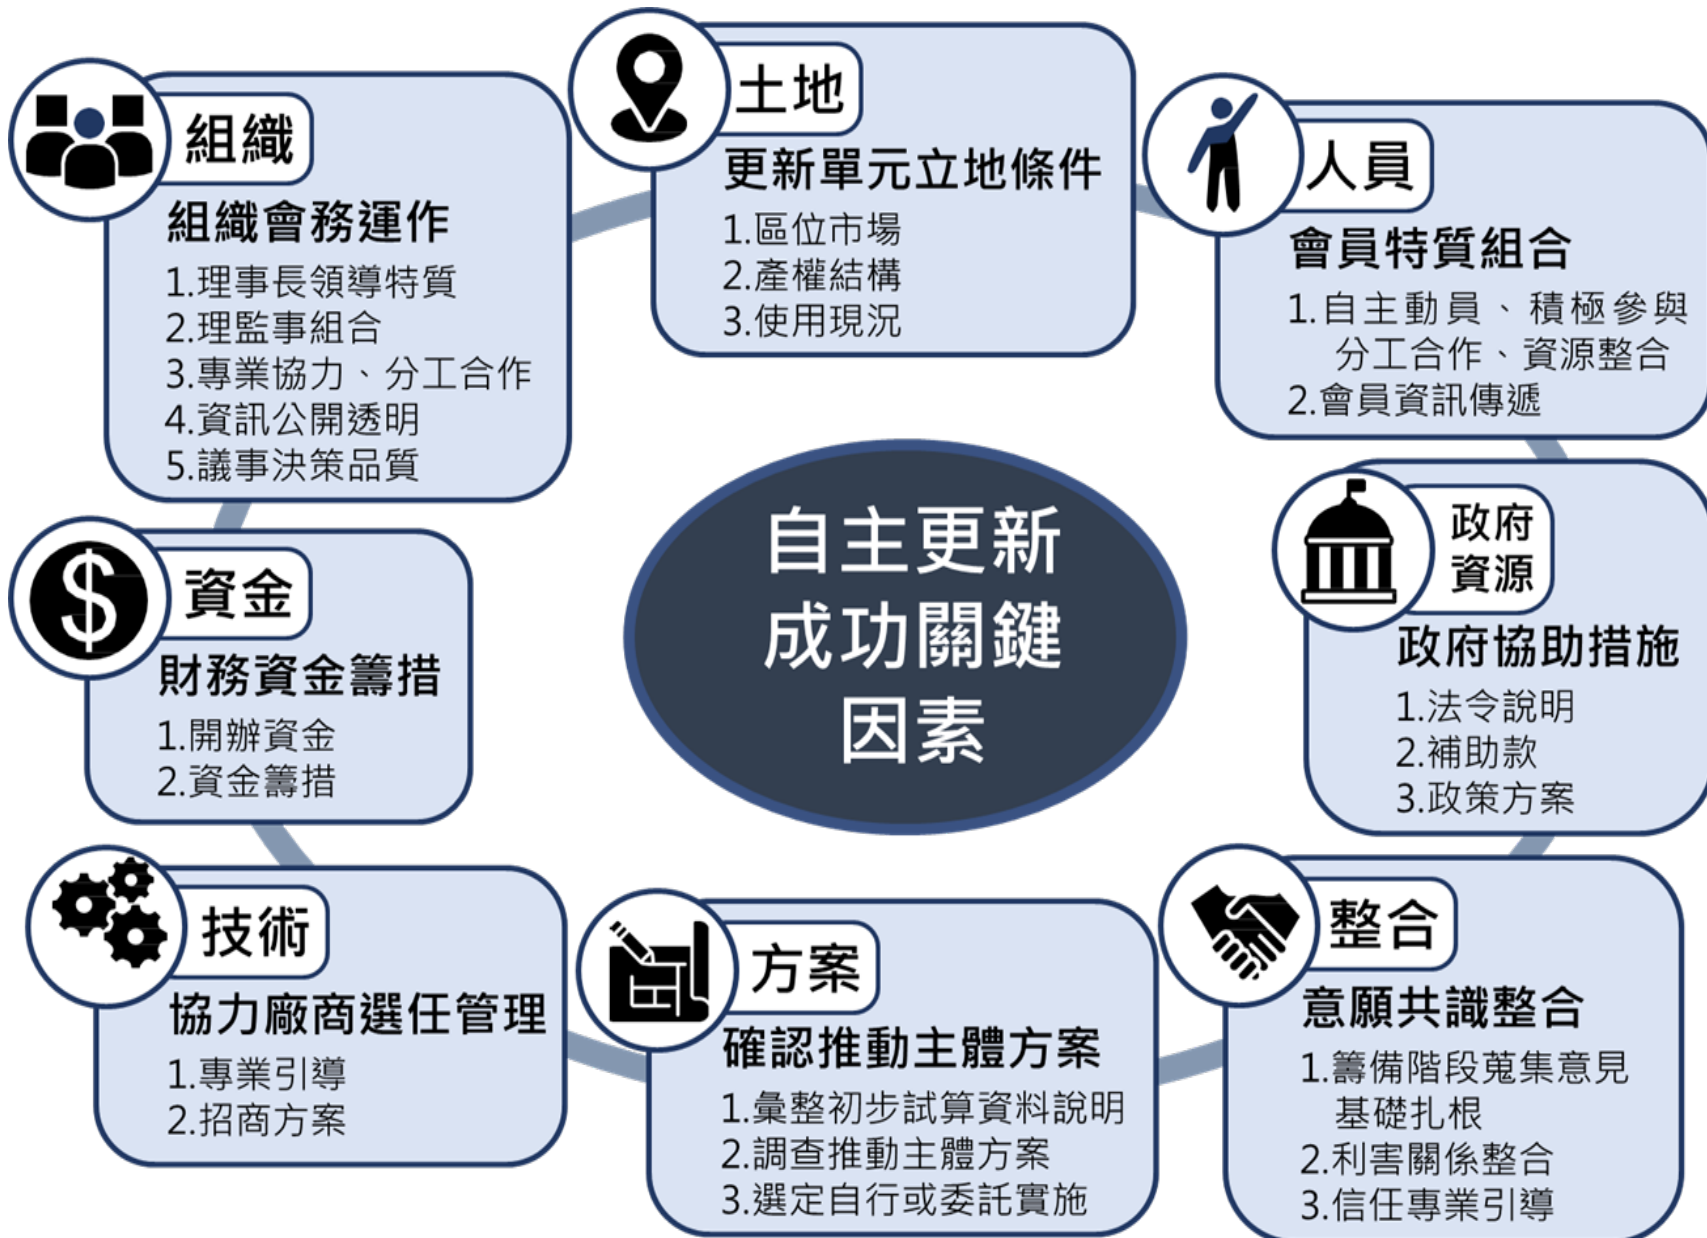 組織
組織會務運作
1.理事長領導特質
2.理監事組合
3.專業協力、分工合作
4.資訊公開透明
5.議事決策品質
土地
更新單元立地條件
1.區位市場
2.產權結構
3.使用現況
人員
會員特質組合
1.自主動員、積極參與
分工合作、資源整合
2.會員資訊傳遞
自主更新
成功關鍵
因素
資金
財務資金籌措
1.開辦資金
2.資金籌措
政府
資源
政府協助措施
1.法令說明
2.補助款
3.政策方案
技術
協力廠商選任管理
1.專業引導
2.招商方案
方案
確認推動主體方案
1.彙整初步試算資料說明
2.調查推動主體方案
3.選定自行或委託實施
整合
意願共識整合
1.籌備階段蒐集意見
基礎扎根
2.利害關係整合
3.信任專業引導